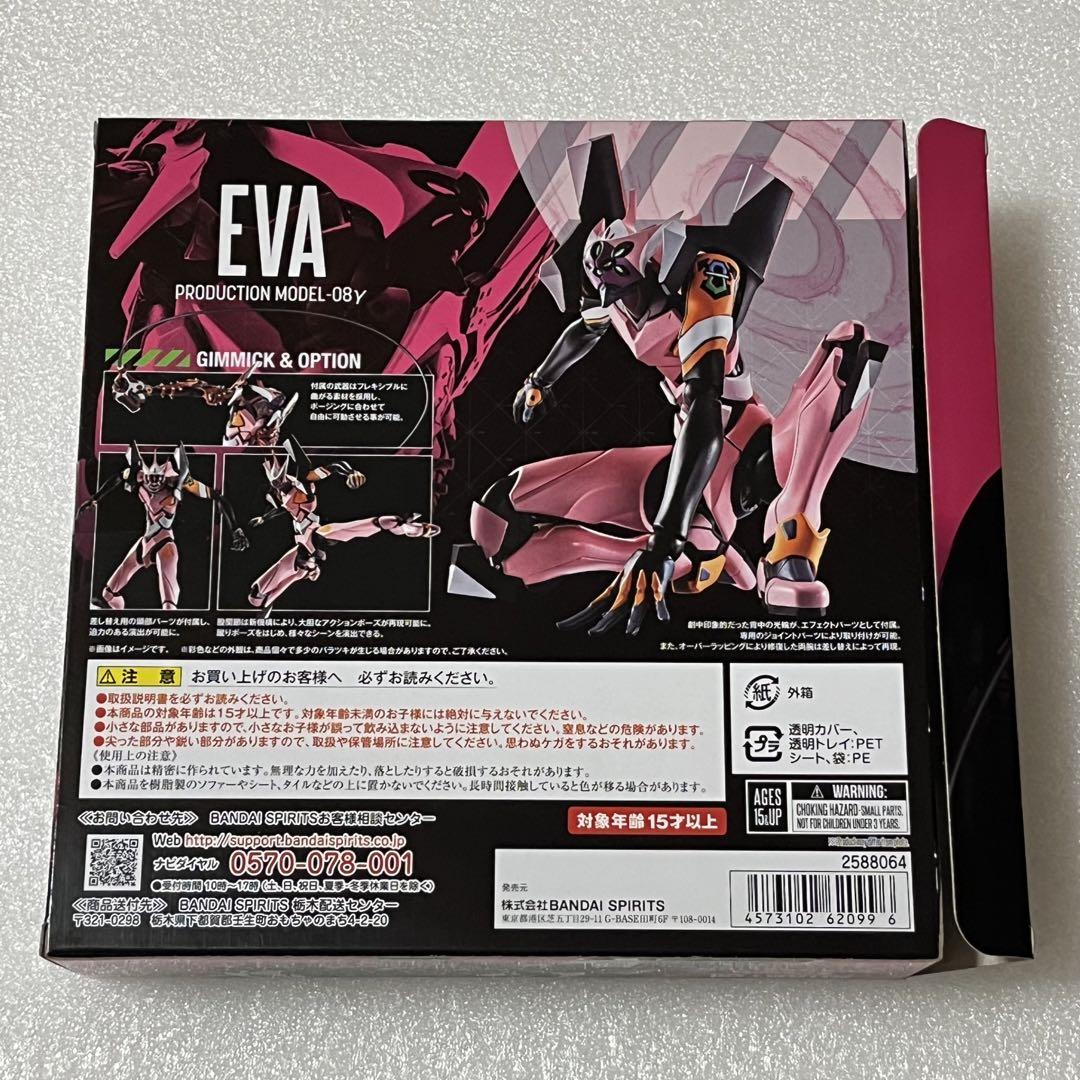 EVA
PRODUCTION MODEL-08γ
GIMMICK & OPTION
付属の武器はフレキシブルに
曲がる素材を採用し、
ポージングに合わせて
自由に可動させる事が可能。
差し替え用の頭部パーツが付属し、
迫力のある演出が可能に。
股関節は新機構により、大胆なアクションポーズが再現可能に。
蹴りポーズをはじめ、様々なシーンを演出できる。
劇中印象的だった背中の光輪が、エフェクトパーツとして付属。
専用のジョイントパーツにより取り付けが可能。
また、オーバーラッピングにより修復した両腕は差し替えによって再現。
※画像はイメージです。 ※彩色などの外観は、商品個々で多少のバラツキが生じる場合がありますので、ご了承ください。
注意 お買い上げのお客様へ 必ずお読みください。
●取扱説明書を必ずお読みください。
●本商品の対象年齢は15才以上です。対象年齢未満のお子様には絶対に与えないでください。
●小さな部品がありますので、小さなお子様が誤って飲み込まないように注意してください。窒息などの危険があります。
●尖った部分や鋭い部分がありますので、取扱や保管場所に注意してください。思わぬケガをするおそれがあります。
《使用上の注意》
●本商品は精密に作られています。無理な力を加えたり、落としたりすると破損するおそれがあります。
●本商品を樹脂製のソファーやシート、タイルなどの上に置かないでください。長時間接触していると色が移る場合があります。
紙 外箱
プラ 透明カバー、
透明トレイ:PET
シート、袋:PE
AGES
15&UP
WARNING:
CHOKING HAZARD-SMALL PARTS.
NOT FOR CHILDREN UNDER 3 YEARS.
対象年齢15才以上
≪お問い合わせ先≫ BANDAI SPIRITSお客様相談センター
Web http://support.bandaispirits.co.jp
ナビダイヤル 0570-078-001
●受付時間 10時~17時(土、日、祝日、夏季・冬季休業日を除く)
≪商品送付先≫ BANDAI SPIRITS 栃木配送センター
〒321-0298 栃木県下都賀郡壬生町おもちゃのまち4-2-20
2588064
発売元
株式会社BANDAI SPIRITS
東京都港区芝五丁目29-11 G-BASE田町6F 〒108-0014
4573102 620996